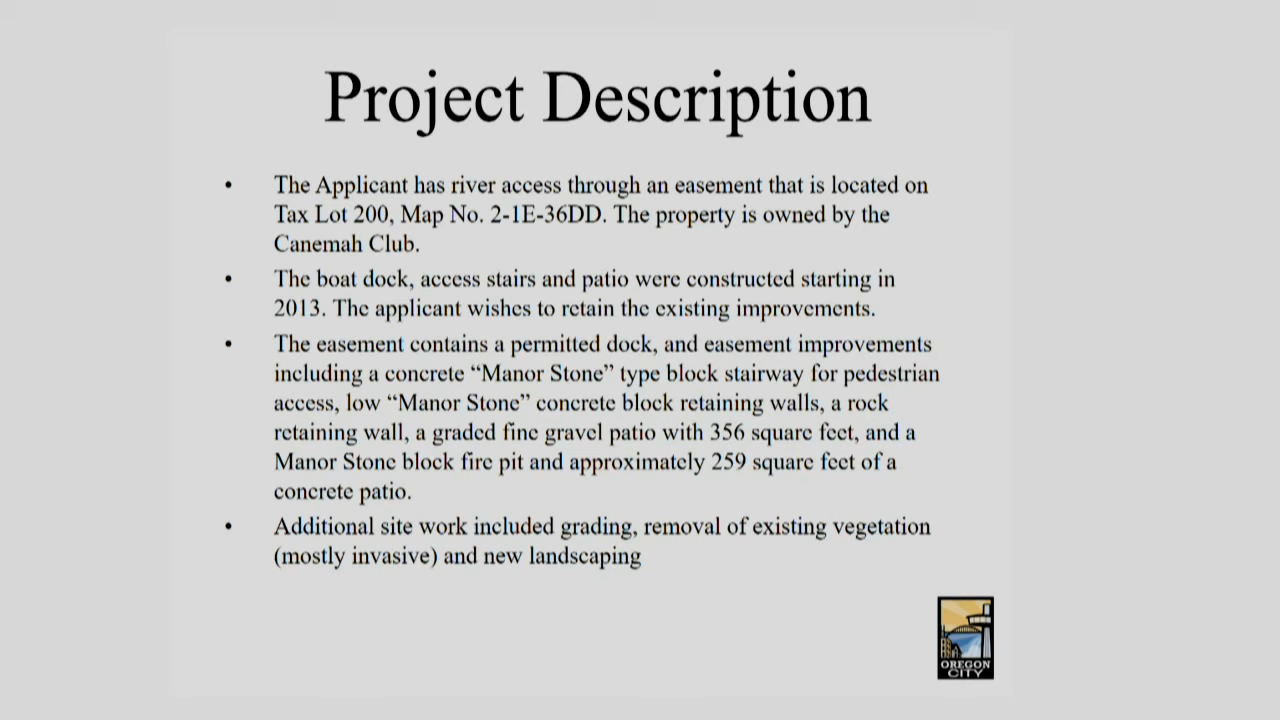 Project Description
• The Applicant has river access through an easement that is located on
Tax Lot 200, Map No. 2-1E-36DD. The property is owned by the
Canemah Club.
• The boat dock, access stairs and patio were constructed starting in
2013. The applicant wishes to retain the existing improvements.
• The easement contains a permitted dock, and easement improvements
including a concrete “Manor Stone” type block stairway for pedestrian
access, low “Manor Stone” concrete block retaining walls, a rock
retaining wall, a graded fine gravel patio with 356 square feet, and a
Manor Stone block fire pit and approximately 259 square feet of a
concrete patio.
• Additional site work included grading, removal of existing vegetation
(mostly invasive) and new landscaping
OREGON
CITY